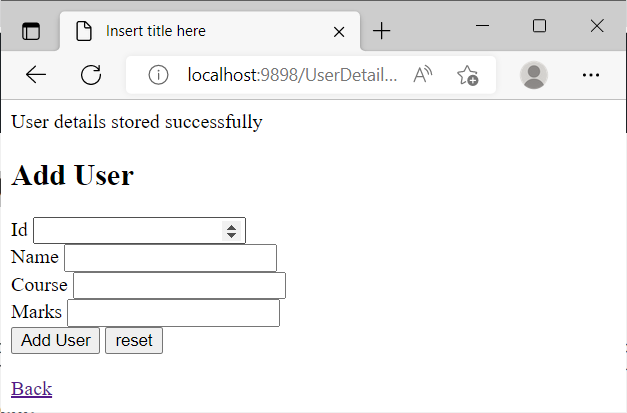 Insert title here
localhost:9898/UserDetail...
User details stored successfully
Add User
Id
Name
Course
Marks
Add User reset
Back